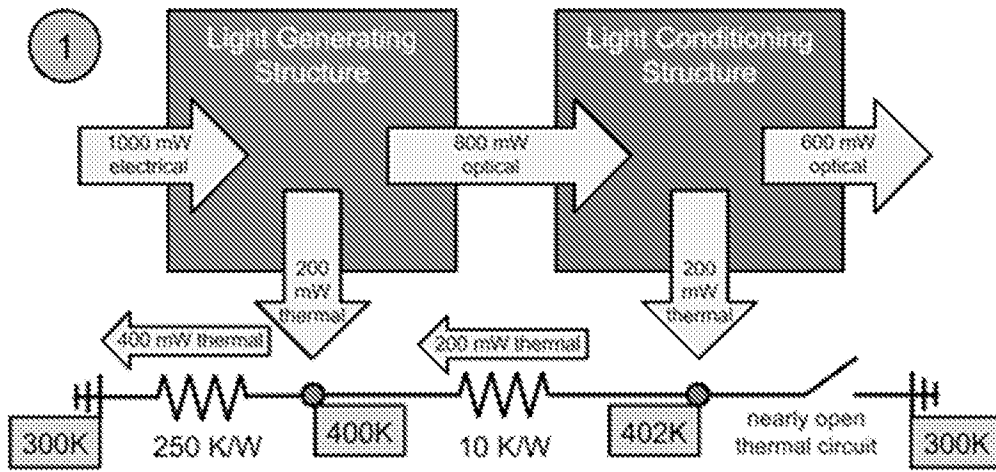 1
Light Generating
Structure
Light Conditioning
Structure
1000 mW
electrical
800 mW
optical
600 mW
optical
200
mW
thermal
200
mW
thermal
400 mW thermal
200 mW thermal
300K
250 K/W
400K
10 K/W
402K
nearly open
thermal circuit
300K